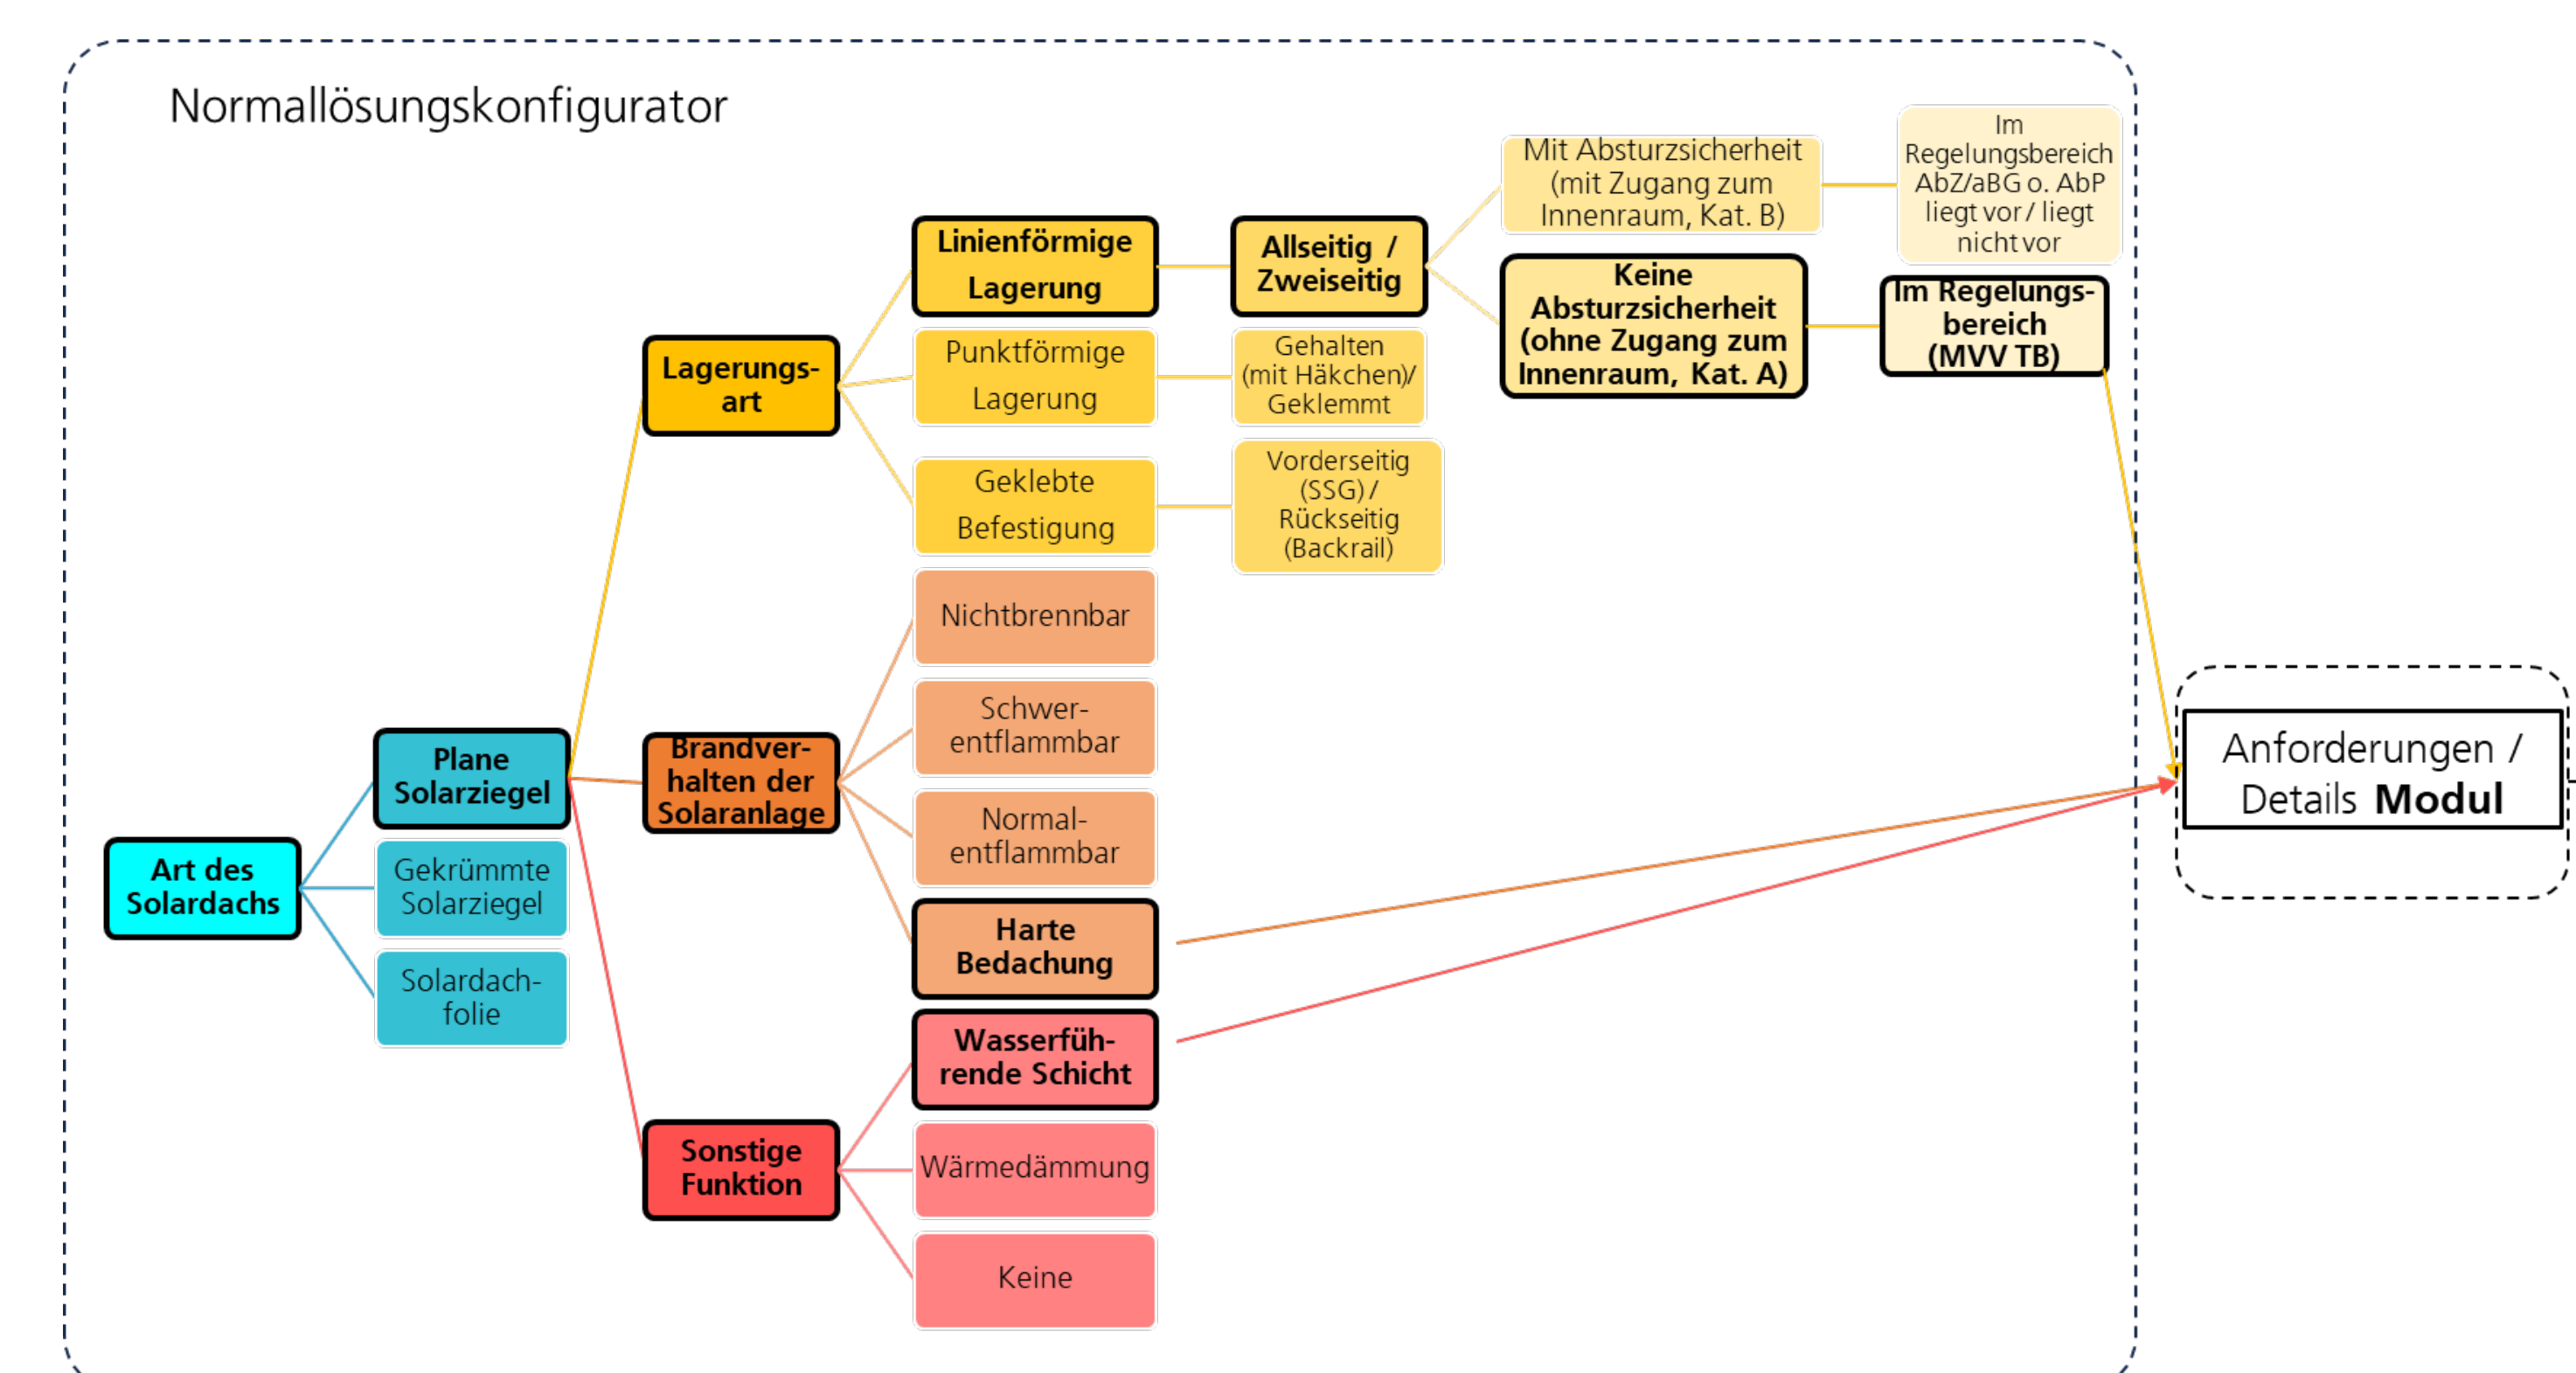 Normallösungskonfigurator
Art des
Solardachs
Plane
Solarziegel
Gekrümmte
Solarziegel
Solardach-
folie
Lagerungs-
art
Linienförmige
Lagerung
Allseitig /
Zweiseitig
Mit Absturzsicherheit
(mit Zugang zum
Innenraum, Kat. B)
Im
Regelungsbereich
AbZ/aBG o. AbP
liegt vor / liegt
nicht vor
Keine
Absturzsicherheit
(ohne Zugang zum
Innenraum, Kat. A)
Im Regelungs-
bereich
(MVV TB)
Punktförmige
Lagerung
Gehalten
(mit Häkchen)/
Geklemmt
Geklebte
Befestigung
Vorderseitig
(SSG) /
Rückseitig
(Backrail)
Brandver-
halten der
Solaranlage
Nichtbrennbar
Schwer-
entflammbar
Normal-
entflammbar
Harte
Bedachung
Sonstige
Funktion
Wasserfüh-
rende Schicht
Wärmedämmung
Keine
Anforderungen /
Details Modul